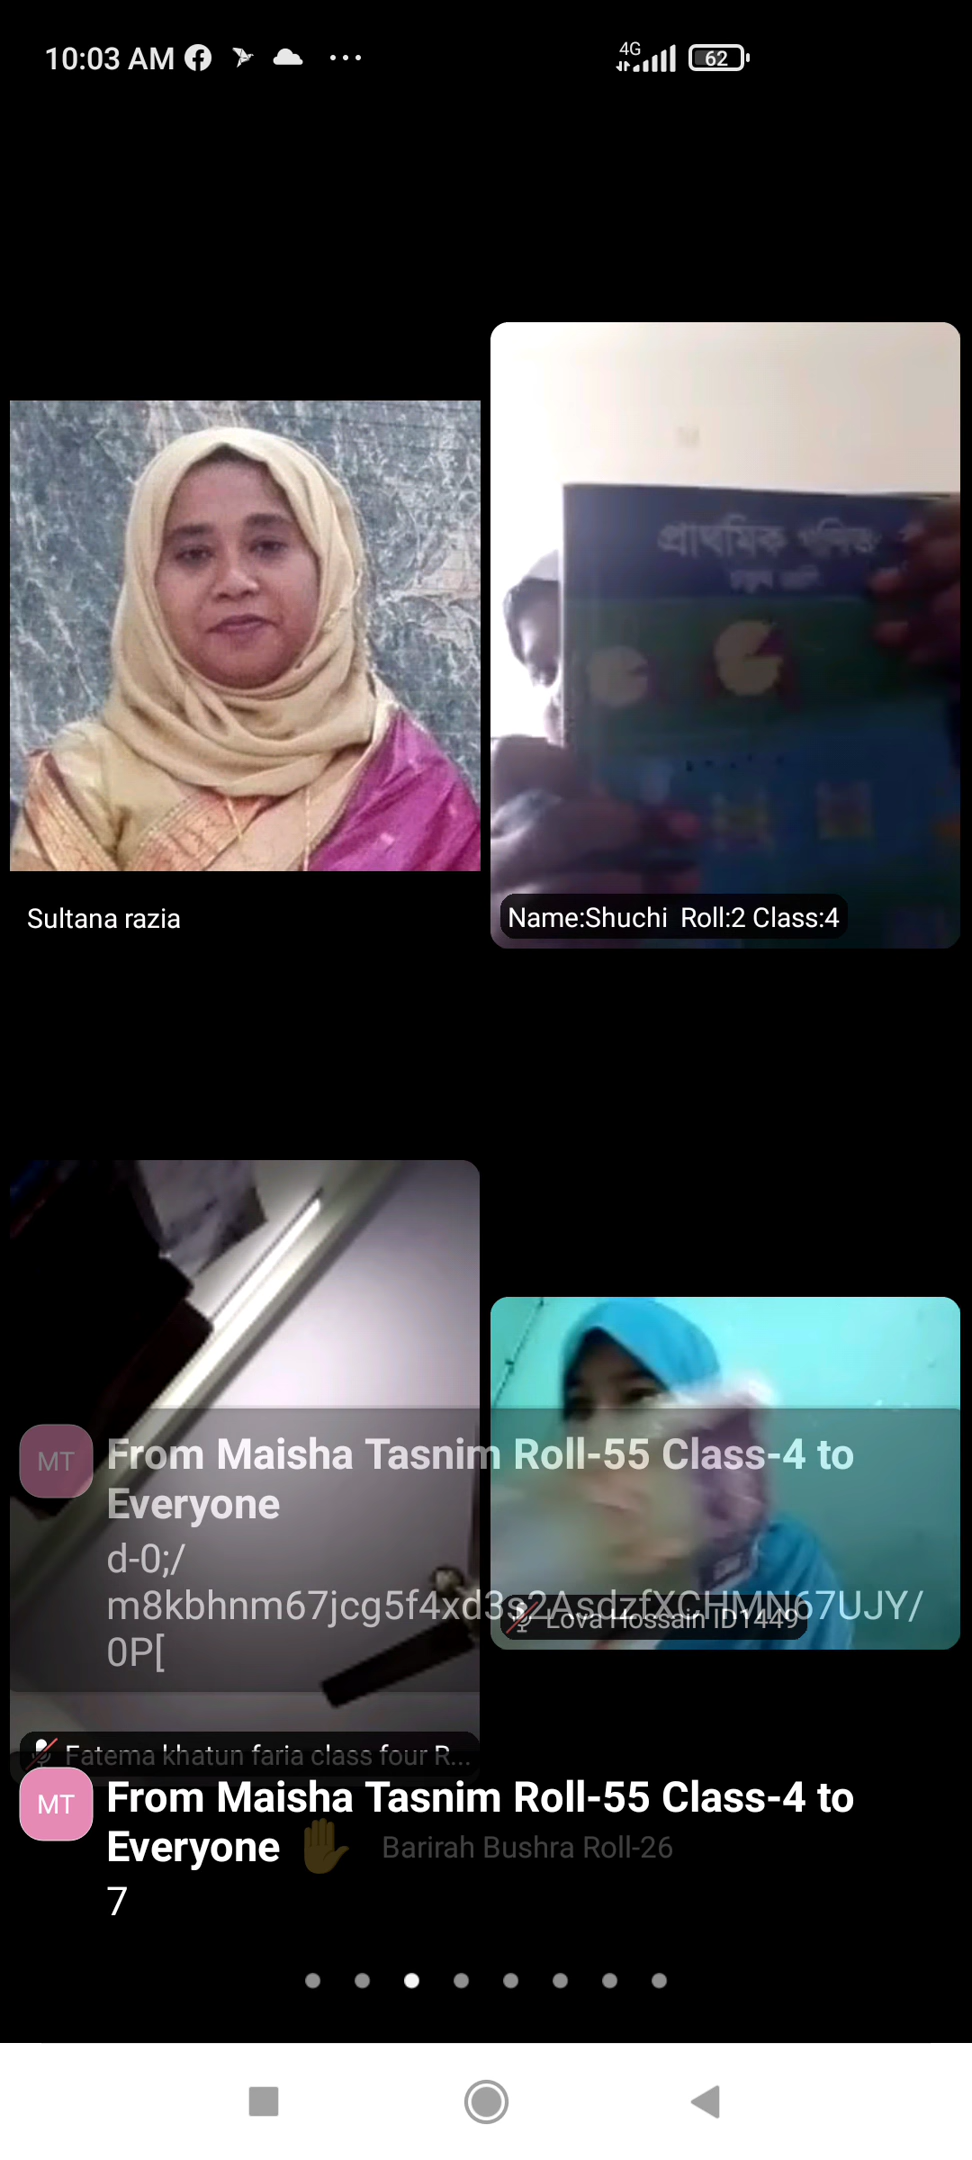 10:03 AM
4G
62
প্রাথমিক গণিত
Sultana razia
Name:Shuchi Roll:2 Class:4
MT
From Maisha Tasnim Roll-55 Class-4 to
Everyone
d-0;/
m8kbhnm67jcg5f4xd3s2AsdzfXCHMN67UJY/
0P[
Lova Hossain ID1449
Fatema khatun faria class four R...
MT
From Maisha Tasnim Roll-55 Class-4 to
Everyone
Barirah Bushra Roll-26
7